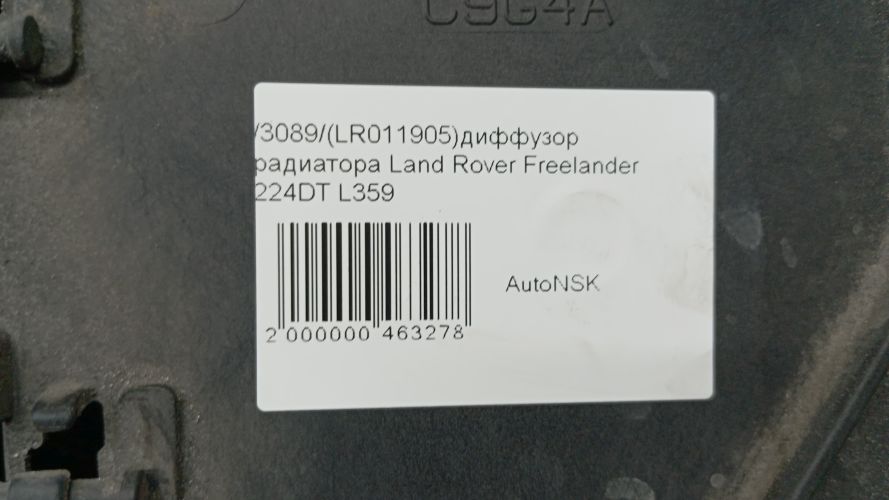 C9G4A
/3089/(LR011905)диффузор
радиатора Land Rover Freelander
224DT L359
AutoNSK
2 000000 463278